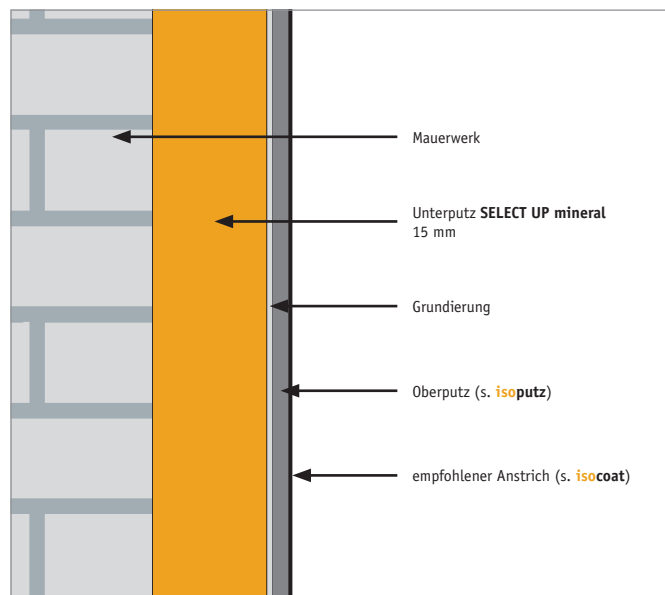 Mauerwerk
Unterputz SELECT UP mineral
15 mm
Grundierung
Oberputz (s. isoputz)
empfohlener Anstrich (s. isocoat)